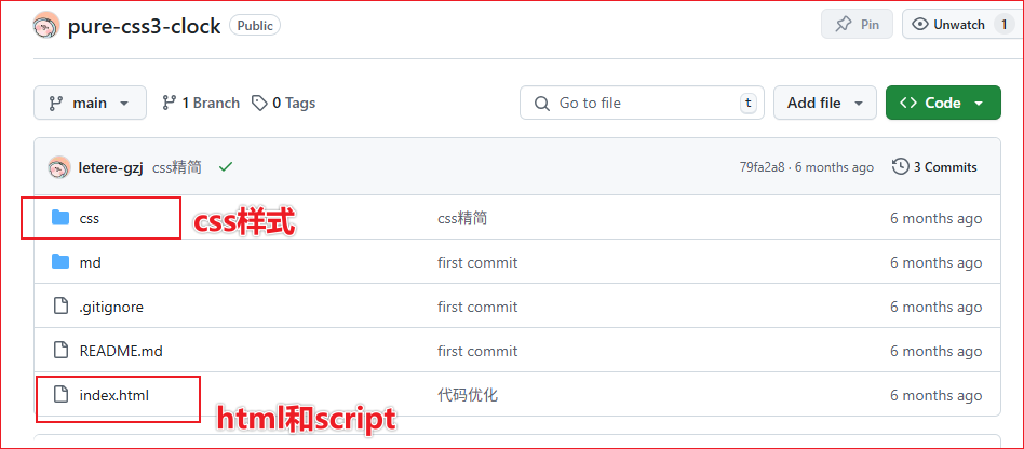 pure-css3-clock Public Pin Unwatch 1
main 1 Branch 0 Tags Go to file t Add file Code
letere-gzj css精简 79fa2a8 · 6 months ago 3 Commits
css css样式 css精简 6 months ago
md first commit 6 months ago
.gitignore first commit 6 months ago
README.md first commit 6 months ago
index.html 代码优化 6 months ago
html和script